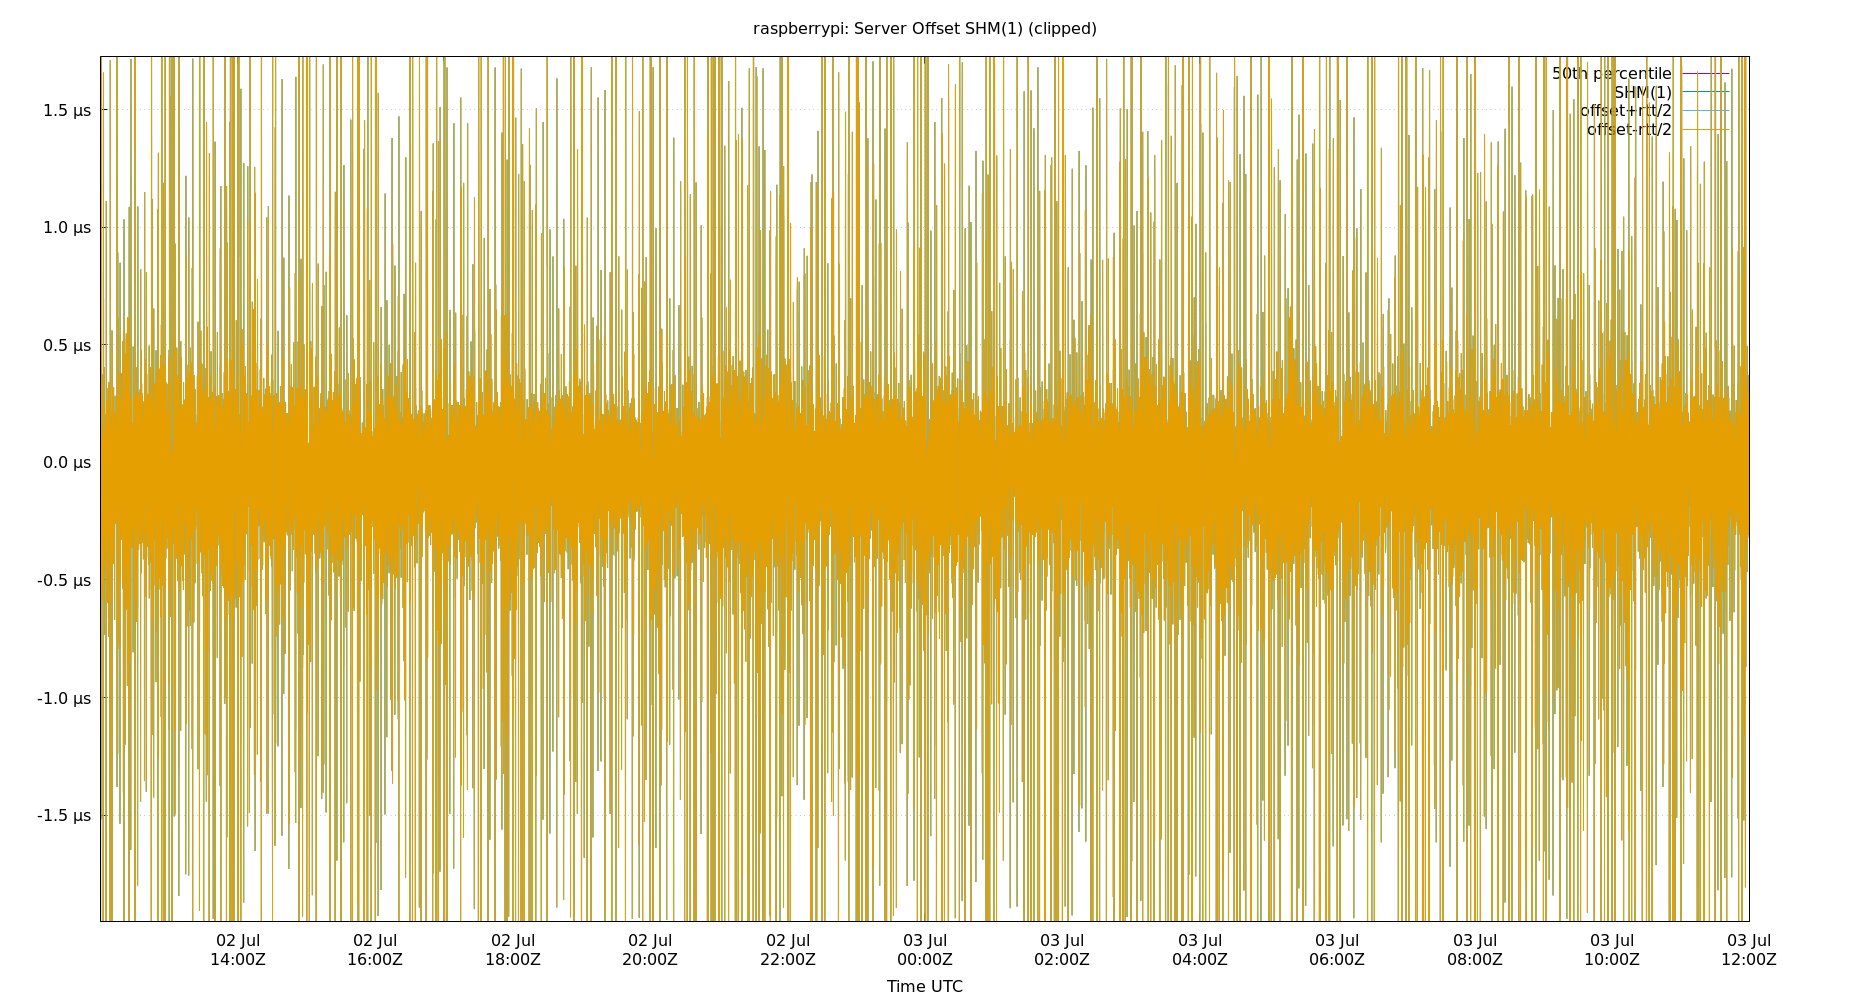 raspberrypi: Server Offset SHM(1) (clipped)
50th percentile
SHM(1)
offset+rtt/2
offset-rtt/2
1.5 µs
1.0 µs
0.5 µs
0.0 µs
-0.5 µs
-1.0 µs
-1.5 µs
02 Jul 02 Jul 02 Jul 02 Jul 02 Jul 03 Jul 03 Jul 03 Jul 03 Jul 03 Jul 03 Jul 03 Jul
14:00Z 16:00Z 18:00Z 20:00Z 22:00Z 00:00Z 02:00Z 04:00Z 06:00Z 08:00Z 10:00Z 12:00Z
Time UTC